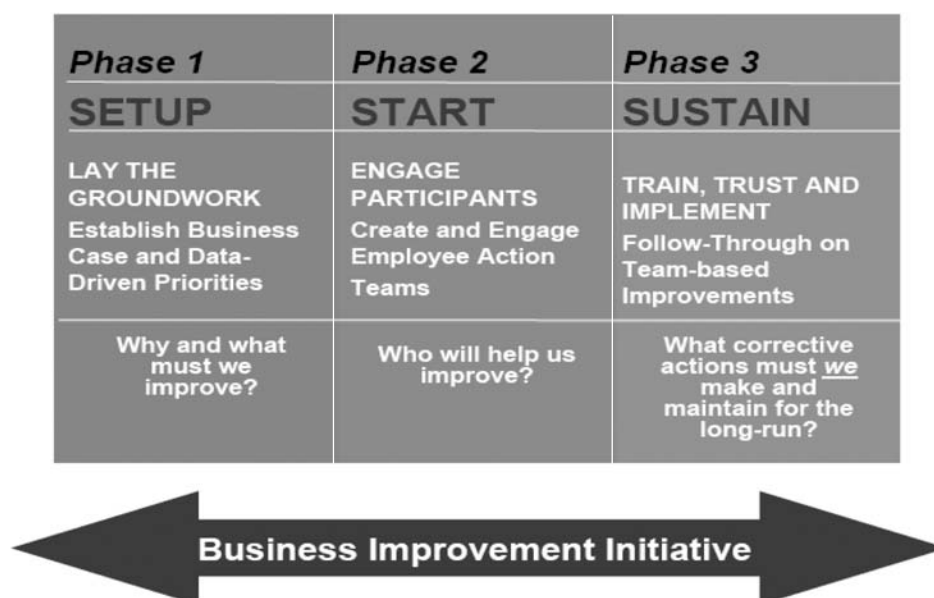 Phase 1
SETUP
LAY THE
GROUNDWORK
Establish Business
Case and Data-
Driven Priorities
Why and what
must we
improve?
Phase 2
START
ENGAGE
PARTICIPANTS
Create and Engage
Employee Action
Teams
Who will help us
improve?
Phase 3
SUSTAIN
TRAIN, TRUST AND
IMPLEMENT
Follow-Through on
Team-based
Improvements
What corrective
actions must we
make and
maintain for the
long-run?
Business Improvement Initiative